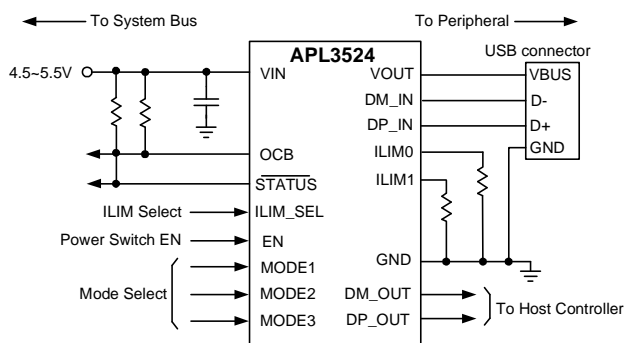 To System Bus
To Peripheral
APL3524
USB connector
4.5~5.5V
VIN
VOUT
VBUS
DM_IN
D-
DP_IN
D+
OCB
ILIM0
GND
STATUS
ILIM1
ILIM Select
ILIM_SEL
Power Switch EN
EN
GND
MODE1
Mode Select
MODE2
DM_OUT
To Host Controller
MODE3
DP_OUT